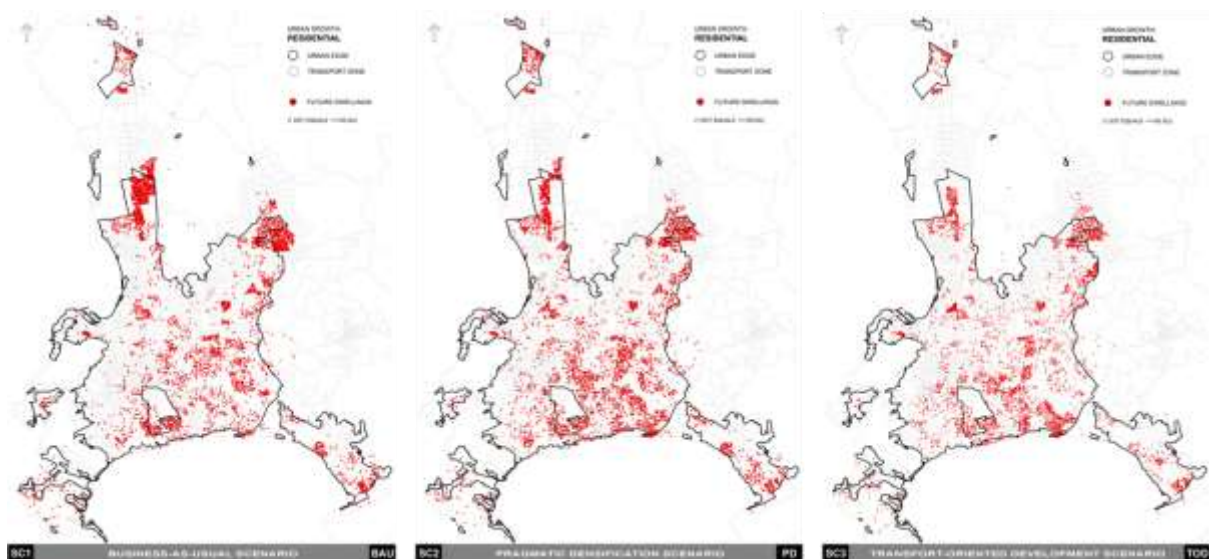 URBAN GROWTH:
RESIDENTIAL
URBAN EDGE
TRANSPORT ZONE
FUTURE DWELLINGS
URBAN GROWTH:
RESIDENTIAL
URBAN EDGE
TRANSPORT ZONE
FUTURE DWELLINGS
URBAN GROWTH:
RESIDENTIAL
URBAN EDGE
TRANSPORT ZONE
FUTURE DWELLINGS
SC1 BUSINESS-AS-USUAL SCENARIO BAU
SC2 PRAGMATIC DENSIFICATION SCENARIO PD
SC3 TRANSPORT-ORIENTED DEVELOPMENT SCENARIO TOD